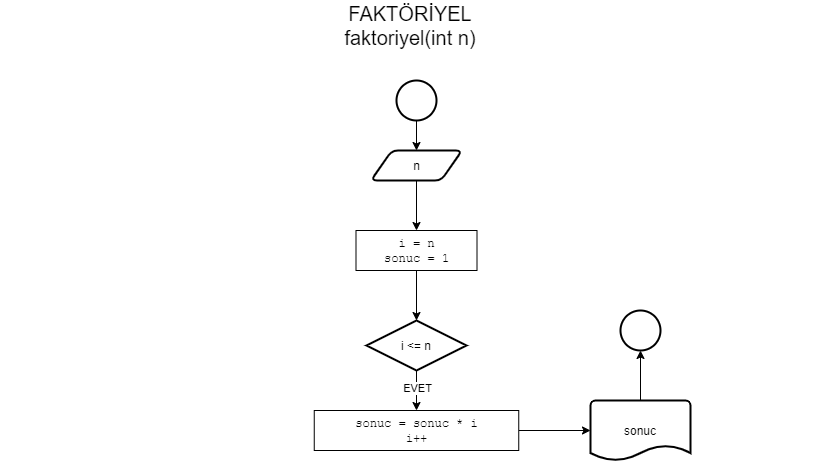 FAKTÖRİYEL
faktoriyel(int n)
n
i = n
sonuc = 1
i <= n
EVET
sonuc = sonuc * i
i++
sonuc